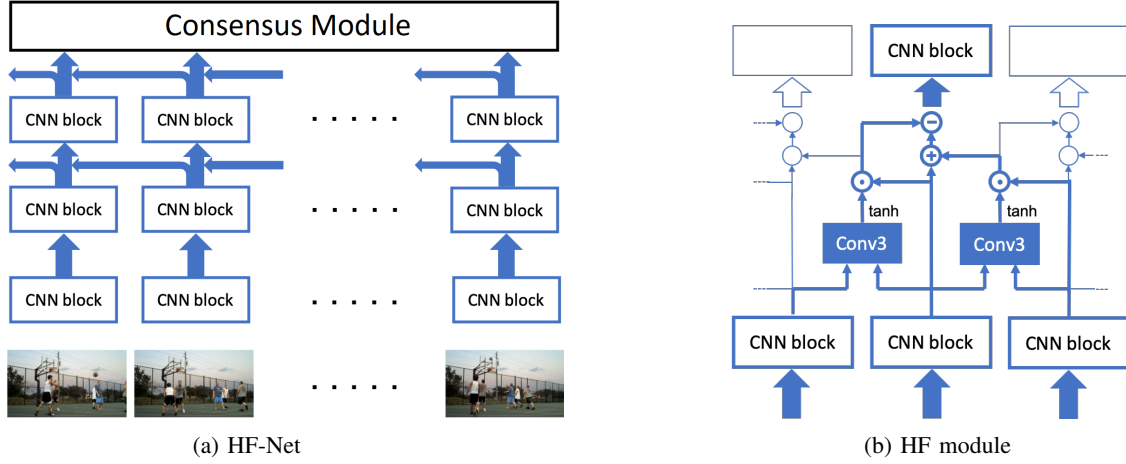 Consensus Module
CNN block
CNN block
. . . . .
CNN block
CNN block
CNN block
. . . . .
CNN block
CNN block
CNN block
. . . . .
CNN block
. . . . .
(a) HF-Net
CNN block
tanh
tanh
Conv3
Conv3
CNN block
CNN block
CNN block
(b) HF module